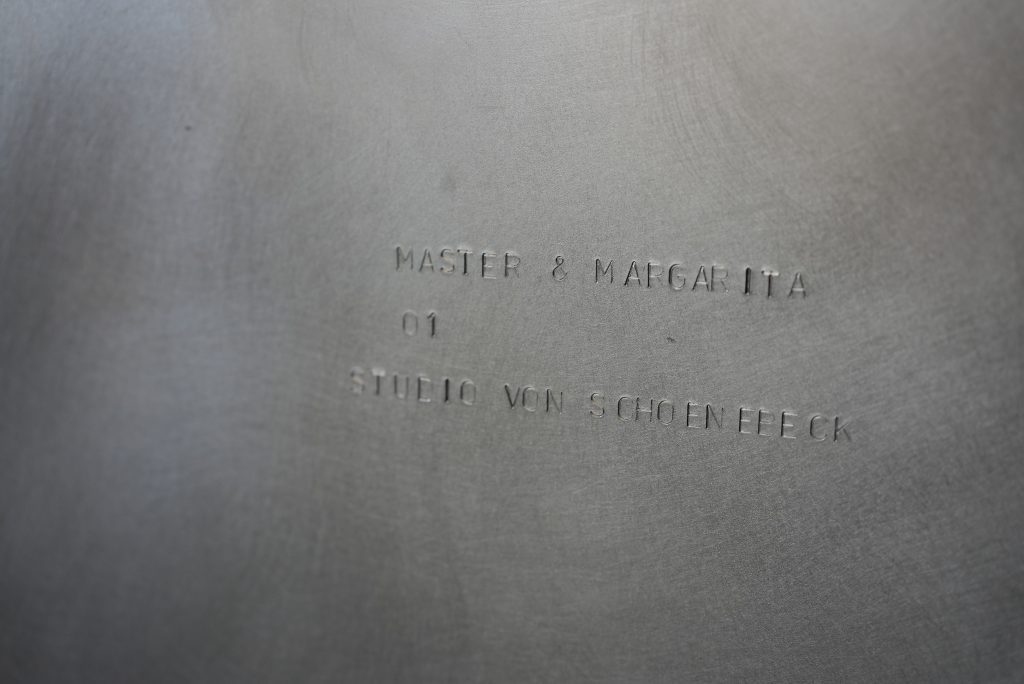 MASTER & MARGARITA
01
STUDIO VON SCHOENEBECK